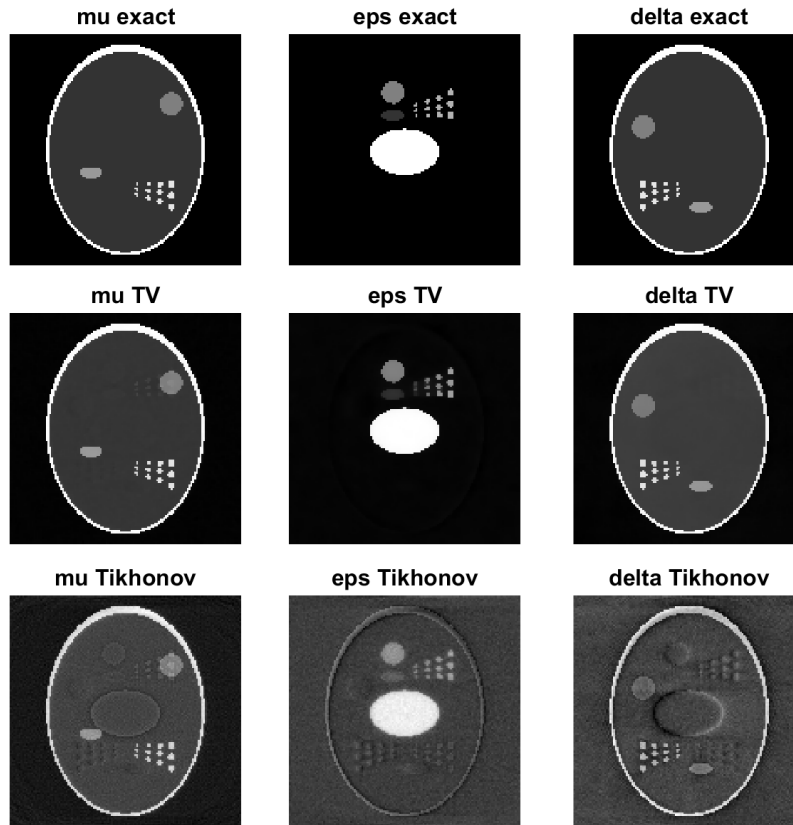 mu exact
eps exact
delta exact
mu TV
eps TV
delta TV
mu Tikhonov
eps Tikhonov
delta Tikhonov